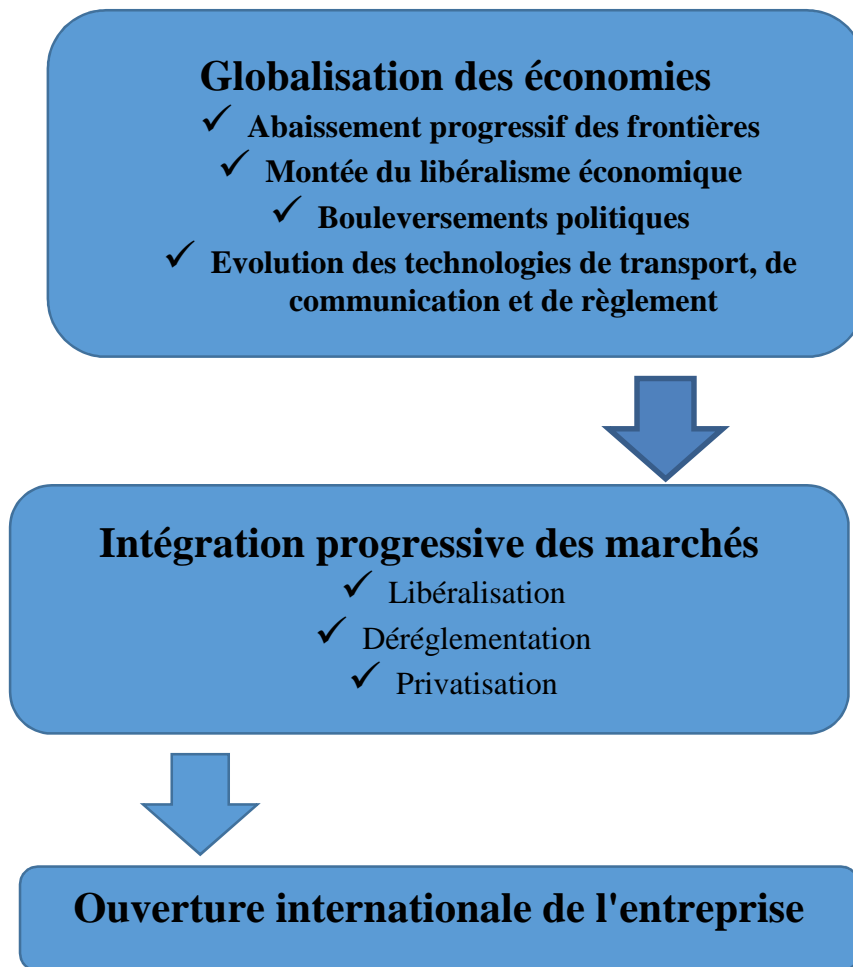 Globalisation des économies
✓ Abaissement progressif des frontières
✓ Montée du libéralisme économique
✓ Bouleversements politiques
✓ Evolution des technologies de transport, de
communication et de règlement
Intégration progressive des marchés
✓ Libéralisation
✓ Déréglementation
✓ Privatisation
Ouverture internationale de l'entreprise